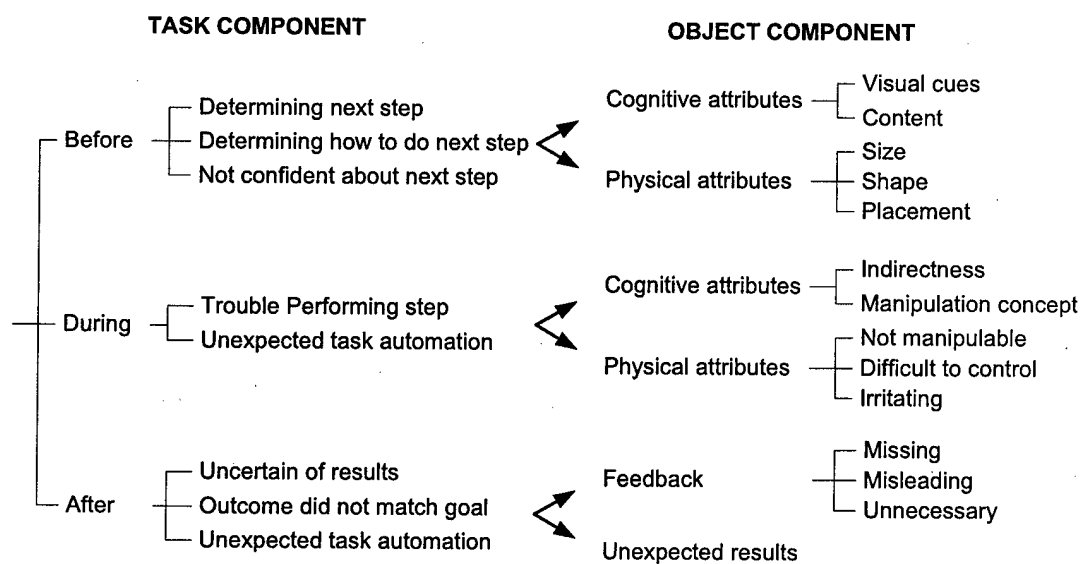 TASK COMPONENT
OBJECT COMPONENT
Before
Determining next step
Determining how to do next step
Not confident about next step
Cognitive attributes
Visual cues
Content
Physical attributes
Size
Shape
Placement
During
Trouble Performing step
Unexpected task automation
Cognitive attributes
Indirectness
Manipulation concept
Physical attributes
Not manipulable
Difficult to control
Irritating
After
Uncertain of results
Outcome did not match goal
Unexpected task automation
Feedback
Missing
Misleading
Unnecessary
Unexpected results